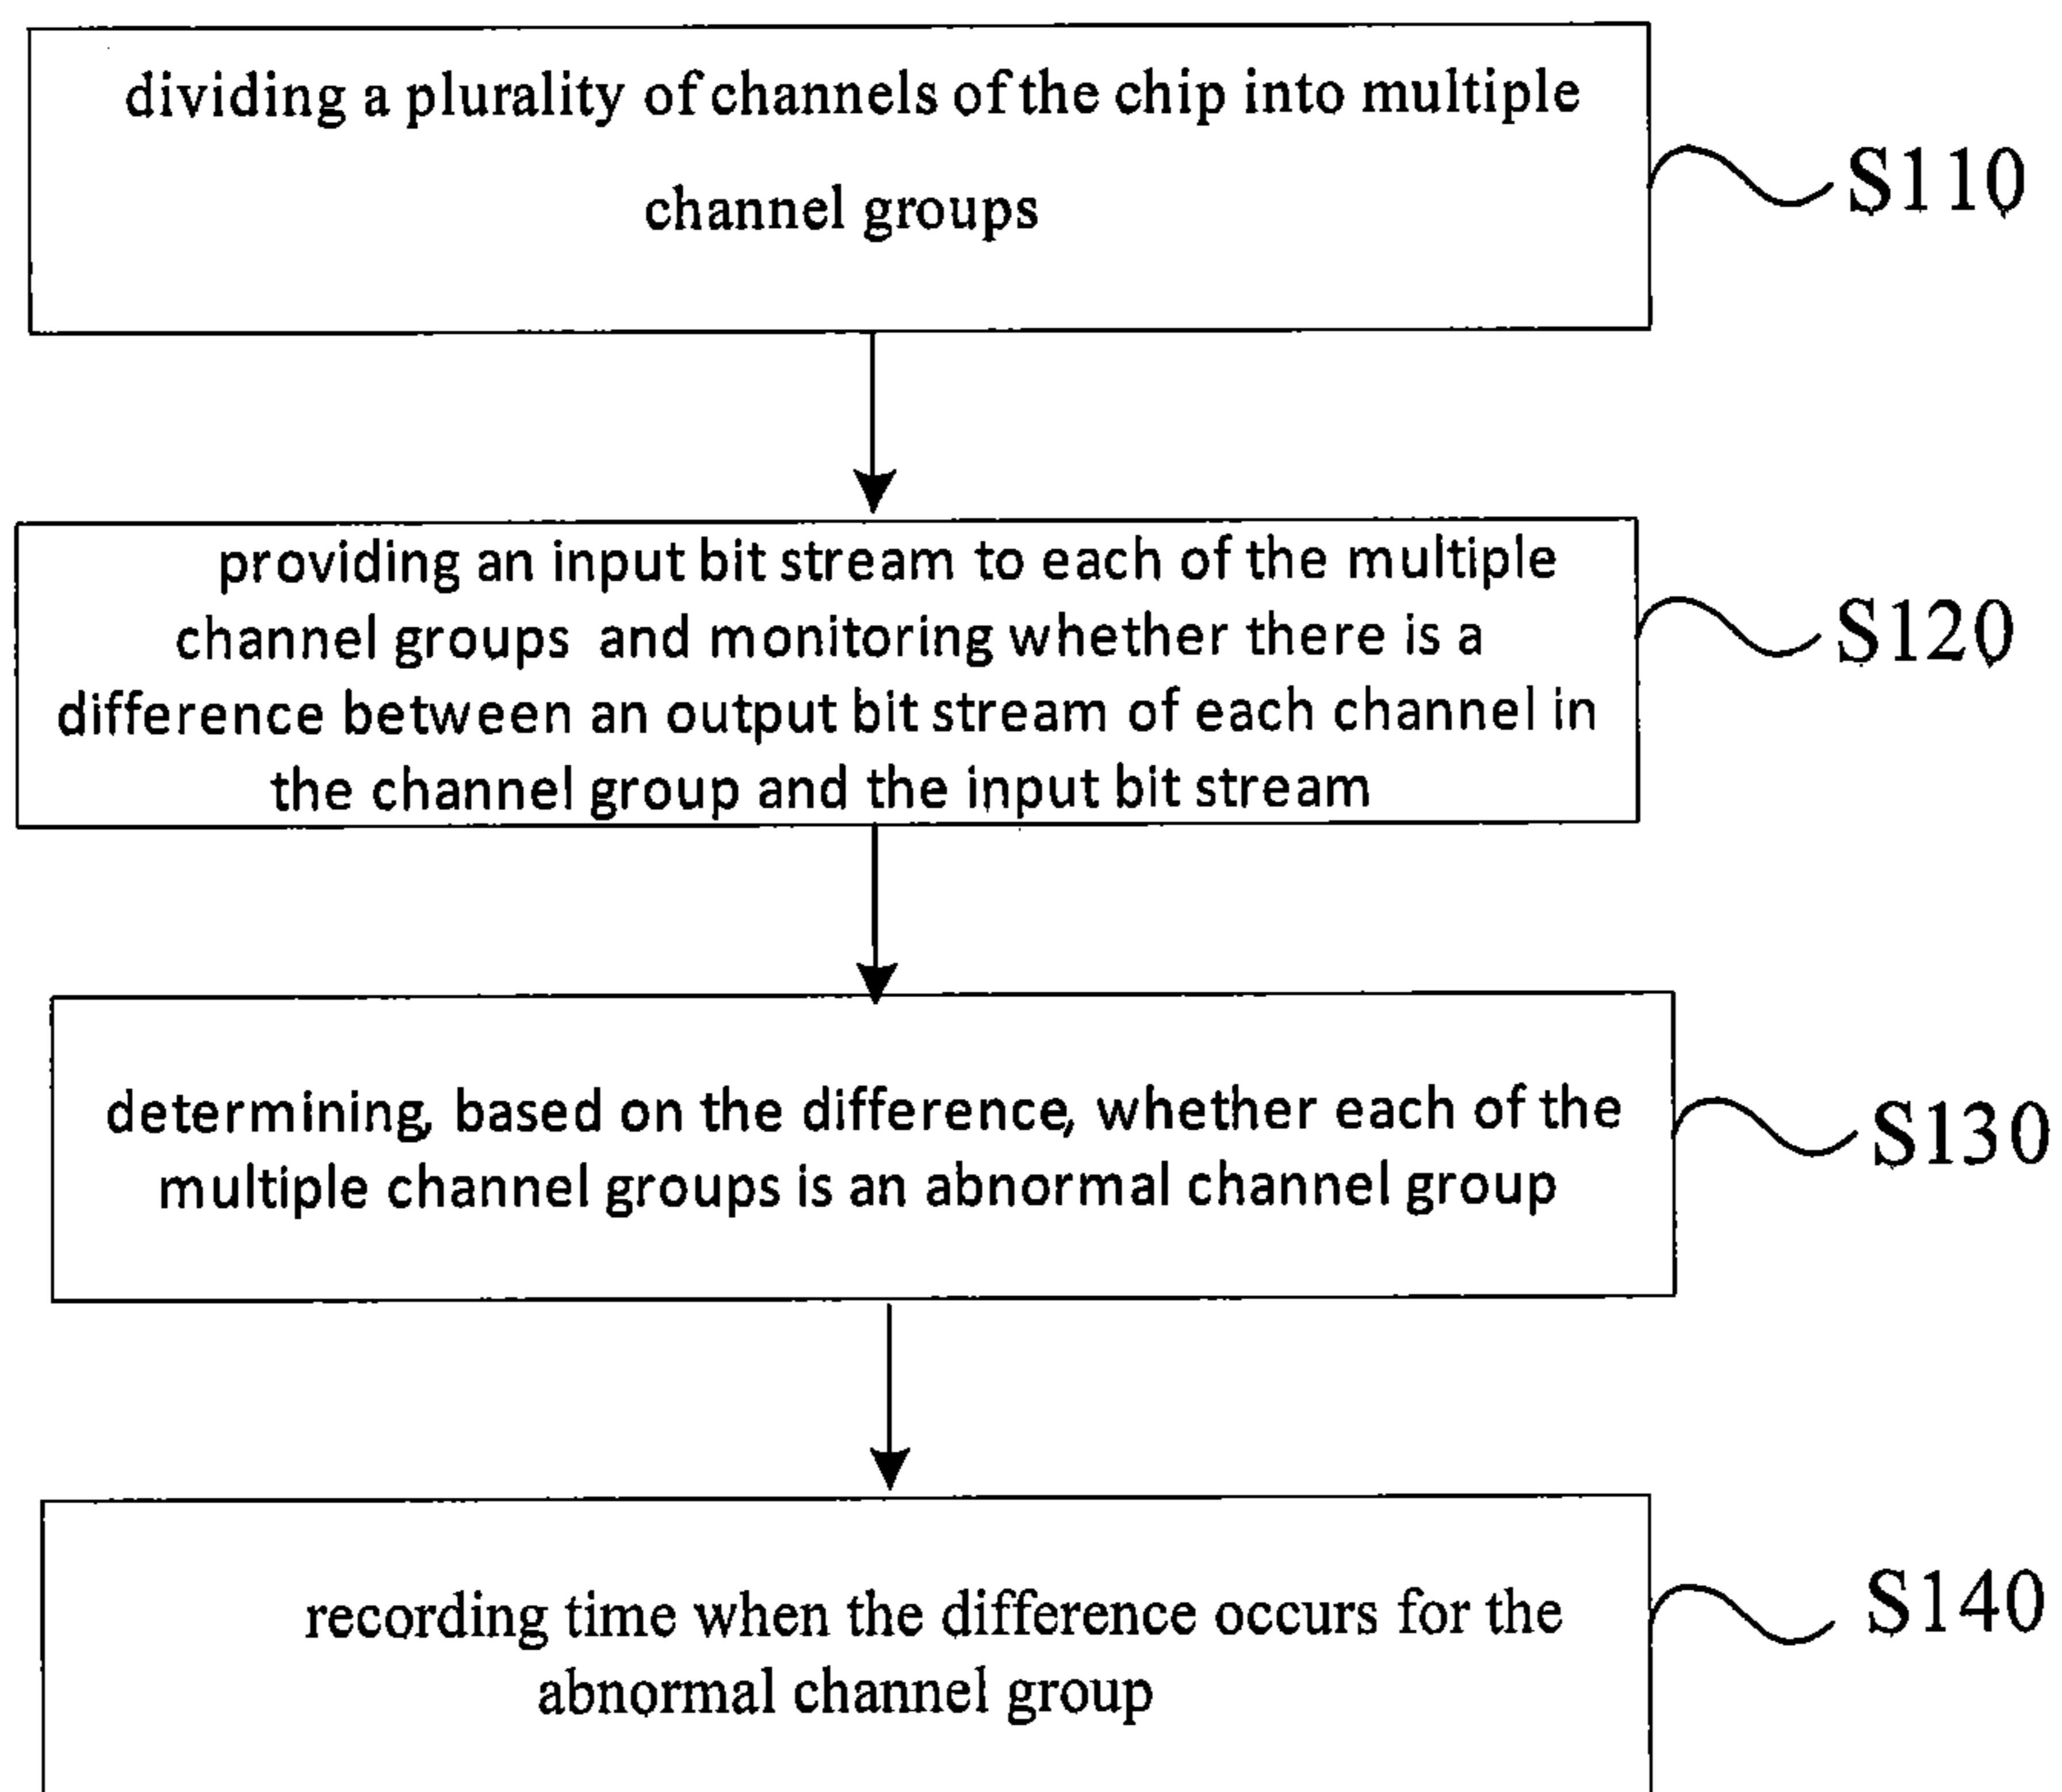 dividing a plurality of channels of the chip into multiple
channel groups
S110
providing an input bit stream to each of the multiple
channel groups and monitoring whether there is a
difference between an output bit stream of each channel in
the channel group and the input bit stream
S120
determining, based on the difference, whether each of the
multiple channel groups is an abnormal channel group
S130
recording time when the difference occurs for the
abnormal channel group
S140